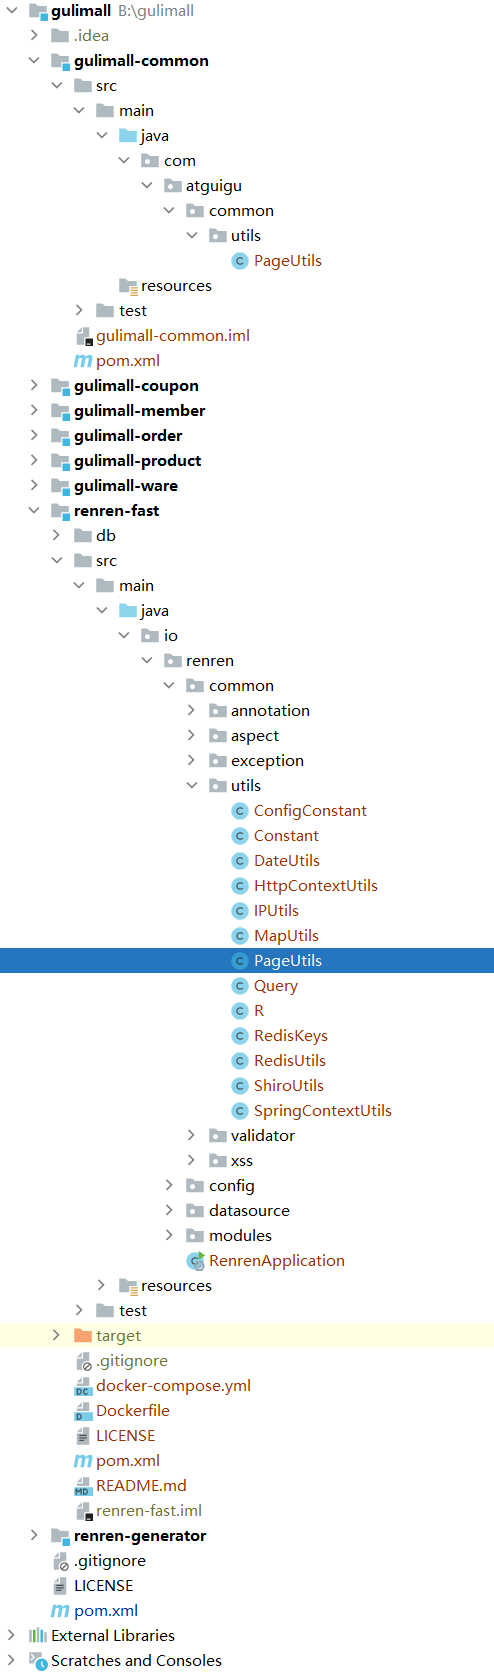 gulimall B:\gulimall
.idea
gulimall-common
src
main
java
com
atguigu
common
utils
PageUtils
resources
test
gulimall-common.iml
pom.xml
gulimall-coupon
gulimall-member
gulimall-order
gulimall-product
gulimall-ware
renren-fast
db
src
main
java
io
renren
common
annotation
aspect
exception
utils
ConfigConstant
Constant
DateUtils
HttpContextUtils
IPUtils
MapUtils
PageUtils
Query
R
RedisKeys
RedisUtils
ShiroUtils
SpringContextUtils
validator
xss
config
datasource
modules
RenrenApplication
resources
test
target
.gitignore
docker-compose.yml
Dockerfile
LICENSE
pom.xml
README.md
renren-fast.iml
renren-generator
.gitignore
LICENSE
pom.xml
External Libraries
Scratches and Consoles